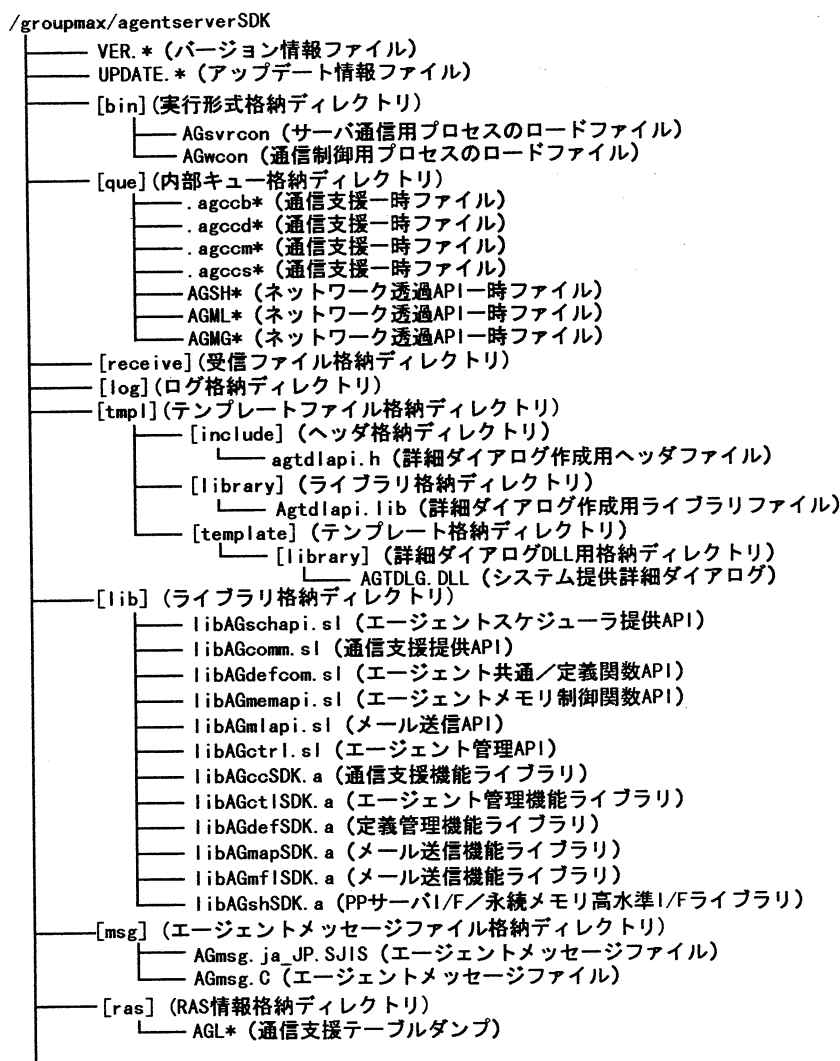 /groupmax/agentserverSDK
VER.* (バージョン情報ファイル)
UPDATE.* (アップデート情報ファイル)
[bin](実行形式格納ディレクトリ)
AGsvrcon (サーバ通信用プロセスのロードファイル)
AGwcon (通信制御用プロセスのロードファイル)
[que](内部キュー格納ディレクトリ)
.agccb* (通信支援一時ファイル)
.agccd* (通信支援一時ファイル)
.agccm* (通信支援一時ファイル)
.agccs* (通信支援一時ファイル)
AGSH* (ネットワーク透過API一時ファイル)
AGML* (ネットワーク透過API一時ファイル)
AGMG* (ネットワーク透過API一時ファイル)
[receive](受信ファイル格納ディレクトリ)
[log](ログ格納ディレクトリ)
[tmpl](テンプレートファイル格納ディレクトリ)
[include] (ヘッダ格納ディレクトリ)
agtdlapi.h (詳細ダイアログ作成用ヘッダファイル)
[library] (ライブラリ格納ディレクトリ)
Agtdlapi.lib (詳細ダイアログ作成用ライブラリファイル)
[template] (テンプレート格納ディレクトリ)
[library] (詳細ダイアログDLL用格納ディレクトリ)
AGTDLG.DLL (システム提供詳細ダイアログ)
[lib] (ライブラリ格納ディレクトリ)
libAGschapi.sl (エージェントスケジューラ提供API)
libAGcomm.sl (通信支援提供API)
libAGdefcom.sl (エージェント共通/定義関数API)
libAGmemapi.sl (エージェントメモリ制御関数API)
libAGmlapi.sl (メール送信API)
libAGctrl.sl (エージェント管理API)
libAGccSDK.a (通信支援機能ライブラリ)
libAGctlSDK.a (エージェント管理機能ライブラリ)
libAGdefSDK.a (定義管理機能ライブラリ)
libAGmapSDK.a (メール送信機能ライブラリ)
libAGmflSDK.a (メール送信機能ライブラリ)
libAGshSDK.a (PPサーバI/F/永続メモリ高水準I/Fライブラリ)
[msg] (エージェントメッセージファイル格納ディレクトリ)
AGmsg.ja_JP.SJIS (エージェントメッセージファイル)
AGmsg.C (エージェントメッセージファイル)
[ras] (RAS情報格納ディレクトリ)
AGL* (通信支援テーブルダンプ)